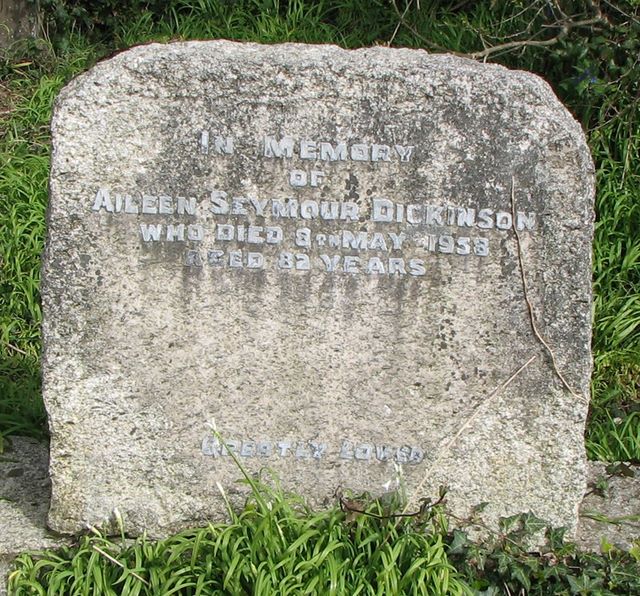 IN MEMORY
OF
AILEEN SEYMOUR DICKINSON
WHO DIED 8TH MAY 1958
AGED 82 YEARS
GREATLY LOVED